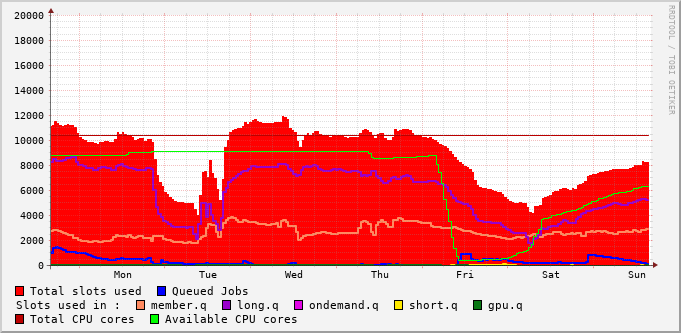 20000
18000
16000
14000
12000
10000
8000
6000
4000
2000
0
Mon Tue Wed Thu Fri Sat Sun
RRDTOOL / TOBI OETIKER
Total slots used Queued Jobs
Slots used in : member.q long.q ondemand.q short.q gpu.q
Total CPU cores Available CPU cores